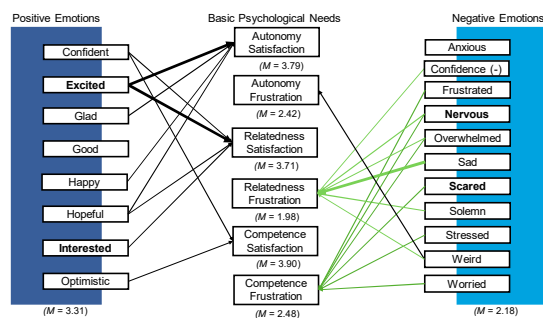 Positive Emotions
Confident
Excited
Glad
Good
Happy
Hopeful
Interested
Optimistic
(M = 3.31)
Basic Psychological Needs
Autonomy
Satisfaction
(M = 3.79)
Autonomy
Frustration
(M = 2.42)
Relatedness
Satisfaction
(M = 3.71)
Relatedness
Frustration
(M = 1.98)
Competence
Satisfaction
(M = 3.90)
Competence
Frustration
(M = 2.48)
Negative Emotions
Anxious
Confidence (-)
Frustrated
Nervous
Overwhelmed
Sad
Scared
Solemn
Stressed
Weird
Worried
(M = 2.18)